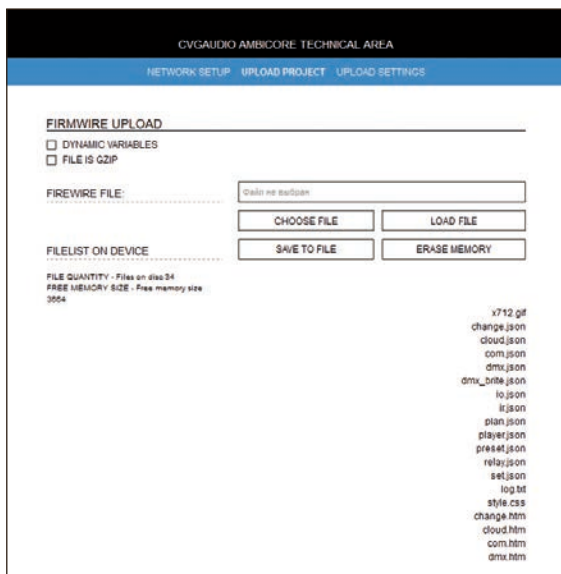 CVGAUDIO AMBICORE TECHNICAL AREA
NETWORK SETUP UPLOAD PROJECT UPLOAD SETTINGS
FIRMWIRE UPLOAD
DYNAMIC VARIABLES
FILE IS GZIP
FIREWIRE FILE:
Файл не выбран
CHOOSE FILE LOAD FILE
FILELIST ON DEVICE
SAVE TO FILE ERASE MEMORY
FILE QUANTITY - Files on disc 34
FREE MEMORY SIZE - Free memory size
3664
x712.gif
change.json
cloud.json
com.json
dmx.json
dmx_brite.json
io.json
ir.json
plan.json
player.json
preset.json
relay.json
set.json
log.txt
style.css
change.htm
cloud.htm
com.htm
dmx.htm